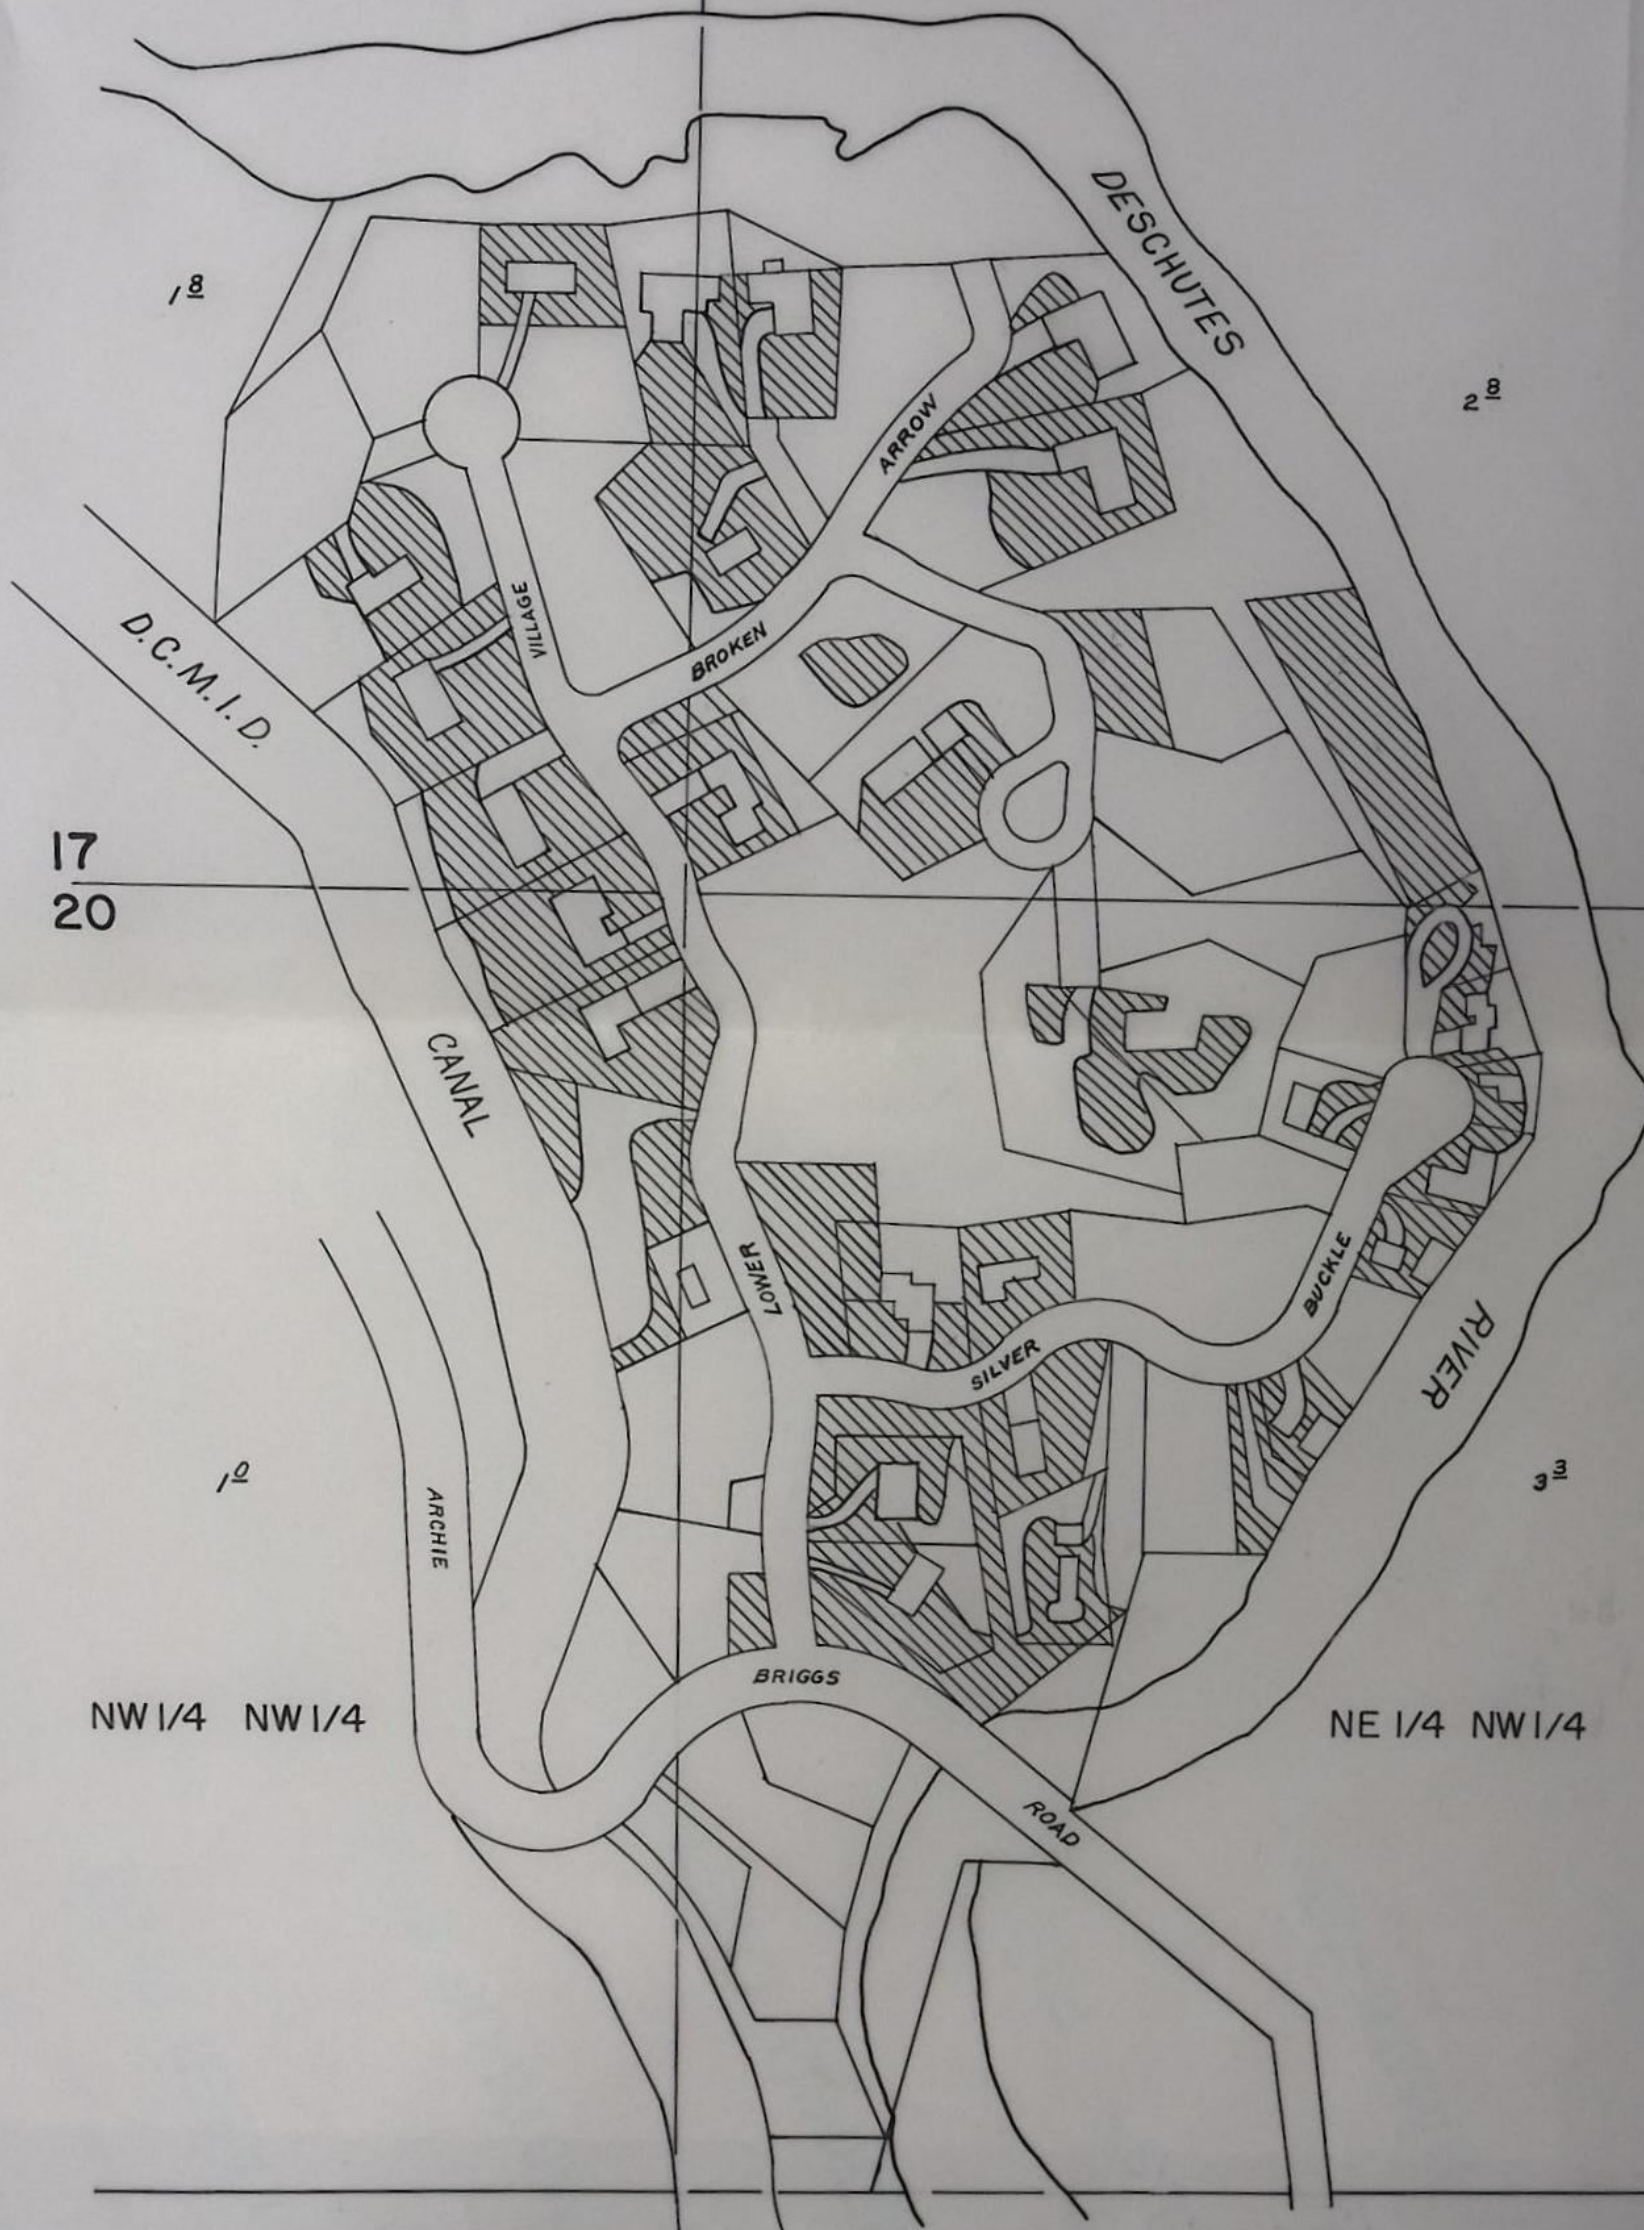 DESCHUTES
1 8
2 8
ARROW
VILLAGE
BROKEN
D.C.M.I.D.
17
20
CANAL
LOWER
BUCKLE
SILVER
RIVER
1 0
3 3
ARCHIE
BRIGGS
NW 1/4 NW 1/4
NE 1/4 NW 1/4
ROAD